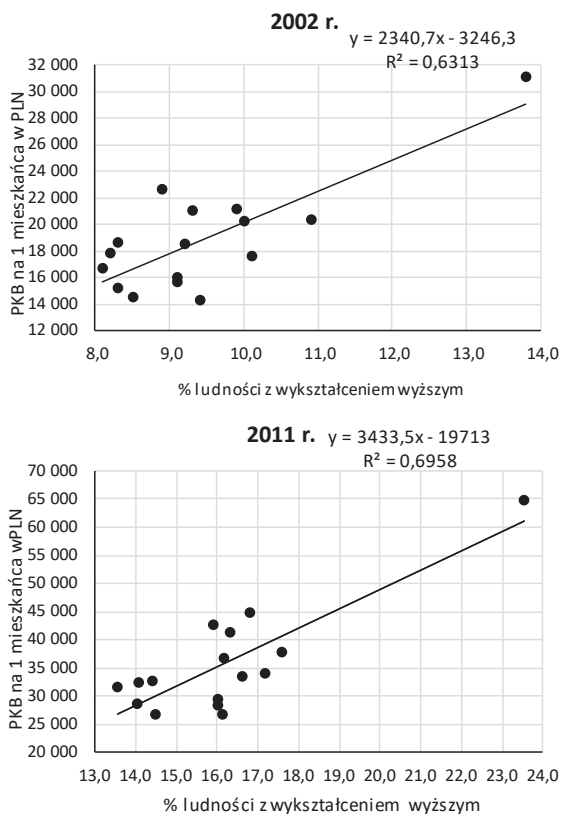 2002 r.
y = 2340,7x - 3246,3
R² = 0,6313
PKB na 1 mieszkańca w PLN
32 000
30 000
28 000
26 000
24 000
22 000
20 000
18 000
16 000
14 000
12 000
8,0 9,0 10,0 11,0 12,0 13,0 14,0
% ludności z wykształceniem wyższym
2011 r.
y = 3433,5x - 19713
R² = 0,6958
PKB na 1 mieszkańca wPLN
70 000
65 000
60 000
55 000
50 000
45 000
40 000
35 000
30 000
25 000
20 000
13,0 14,0 15,0 16,0 17,0 18,0 19,0 20,0 21,0 22,0 23,0 24,0
% ludności z wykształceniem wyższym